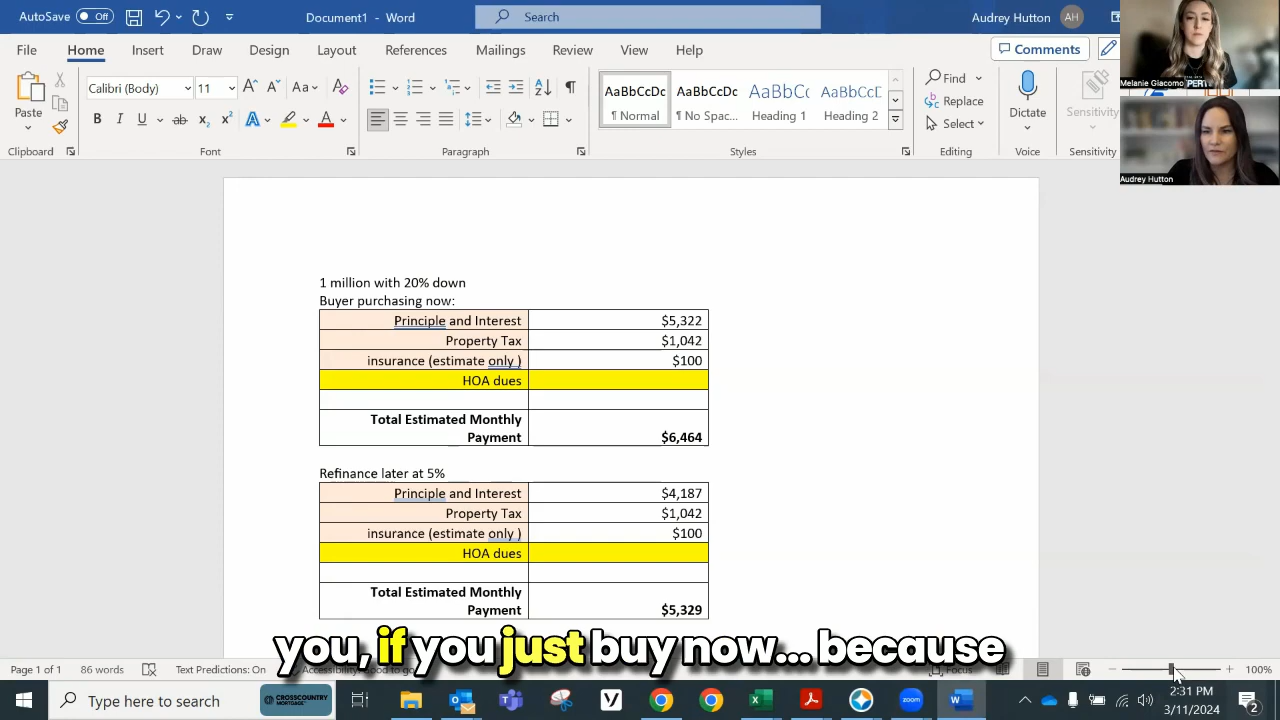 AutoSave Off Document1 - Word Search Audrey Hutton AH
File Home Insert Draw Design Layout References Mailings Review View Help Comments
Paste Calibri (Body) 11 Find
AaBbCcDc AaBbCcDc AaBbCc AaBbCcD Replace Dictate Sensitivity
¶ Normal ¶ No Spac... Heading 1 Heading 2 Select
Clipboard Font Paragraph Styles Editing Voice Sensitivity
Melanie Giacomo
Audrey Hutton
1 million with 20% down
Buyer purchasing now:
Principle and Interest $5,322
Property Tax $1,042
insurance (estimate only ) $100
HOA dues
Total Estimated Monthly
Payment $6,464
Refinance later at 5%
Principle and Interest $4,187
Property Tax $1,042
insurance (estimate only ) $100
HOA dues
Total Estimated Monthly
Payment $5,329
you, if you just buy now... because
Page 1 of 1 86 words Text Predictions: On Focus 100%
Type here to search CROSSCOUNTRY MORTGAGE 2:31 PM
3/11/2024 2